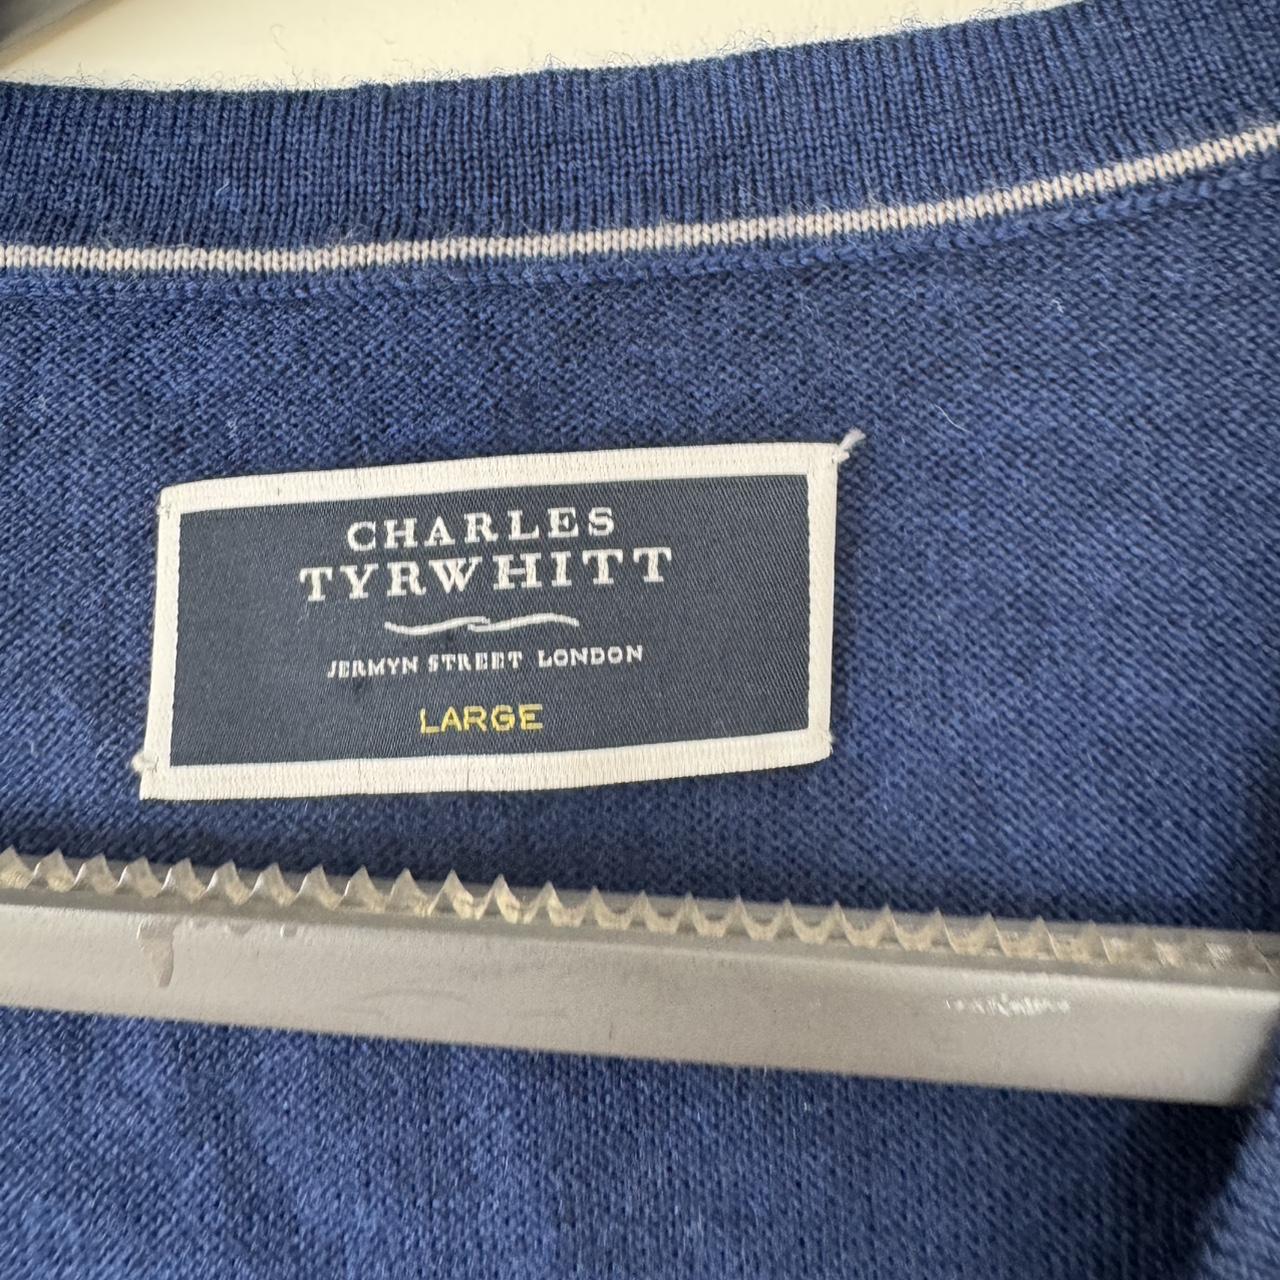 CHARLES
TYRWHITT
JERMYN STREET LONDON
LARGE